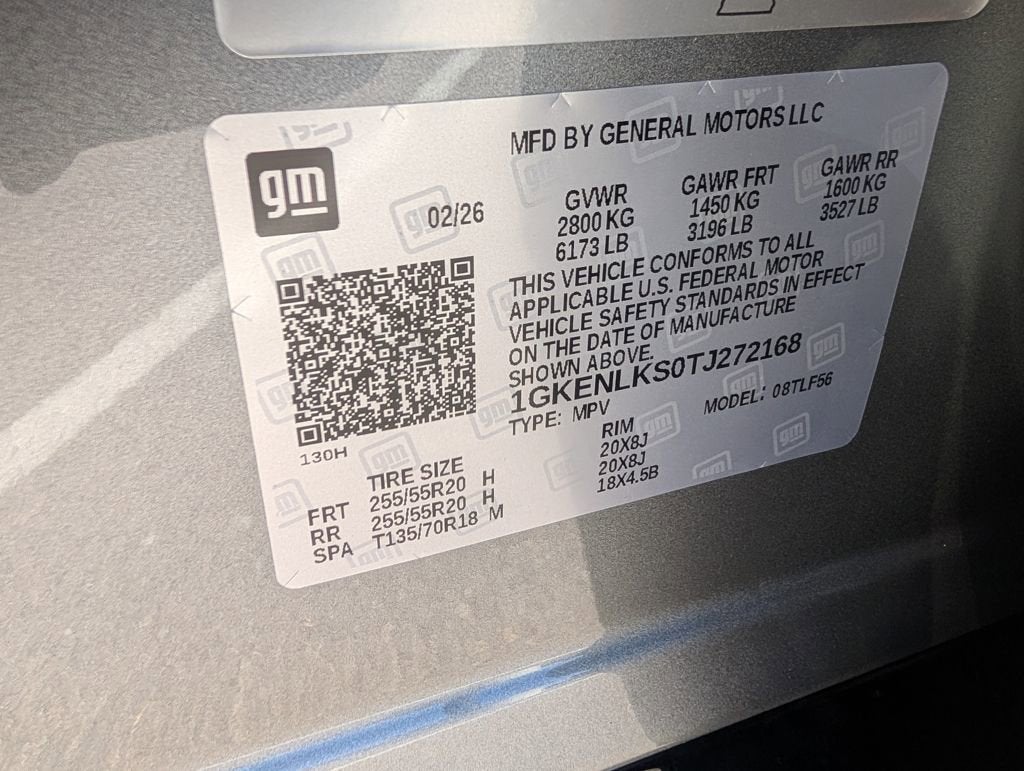 gm
MFD BY GENERAL MOTORS LLC
02/26
GVWR GAWR FRT GAWR RR
2800 KG 1450 KG 1600 KG
6173 LB 3196 LB 3527 LB
THIS VEHICLE CONFORMS TO ALL
APPLICABLE U.S. FEDERAL MOTOR
VEHICLE SAFETY STANDARDS IN EFFECT
ON THE DATE OF MANUFACTURE
SHOWN ABOVE.
1GKENLKS0TJ272168
TYPE: MPV MODEL: 08TLF56
130H
TIRE SIZE RIM
FRT 255/55R20 H 20X8J
RR 255/55R20 H 20X8J
SPA T135/70R18 M 18X4.5B